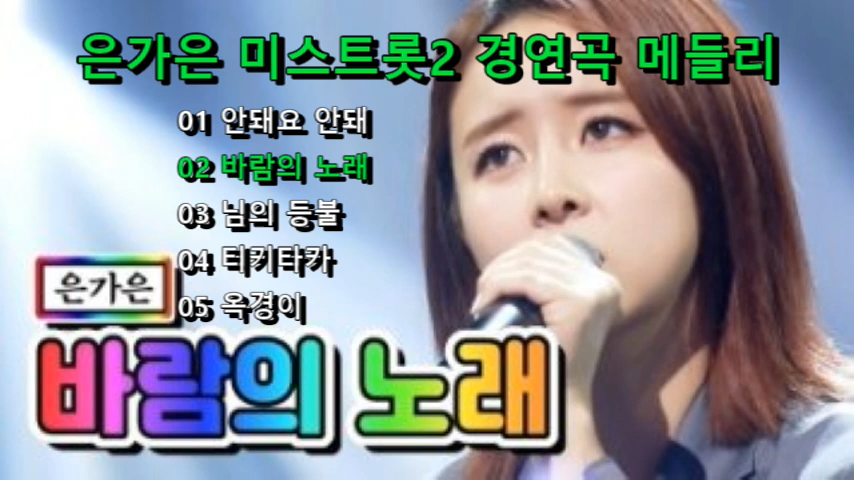 은가은 미스트롯2 경연곡 메들리
01 안돼요 안돼
02 바람의 노래
03 님의 등불
04 티키타카
05 옥경이
은가은
바람의 노래